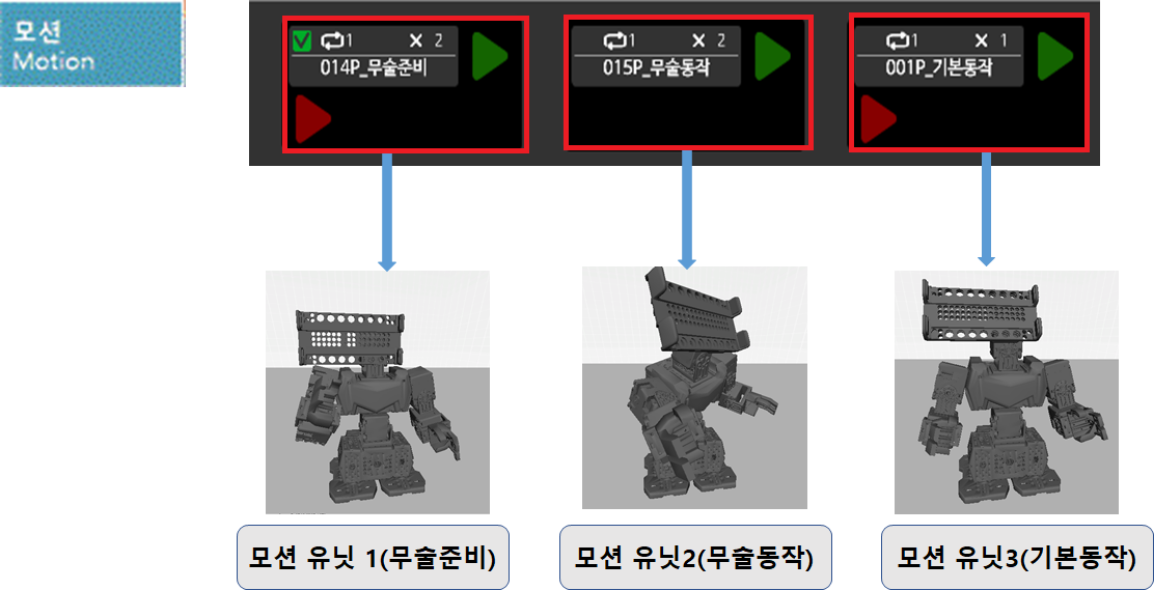 모션
Motion
1 X 2
014P_무술준비
1 X 2
015P_무술동작
1 X 1
001P_기본동작
모션 유닛 1(무술준비)
모션 유닛2(무술동작)
모션 유닛3(기본동작)